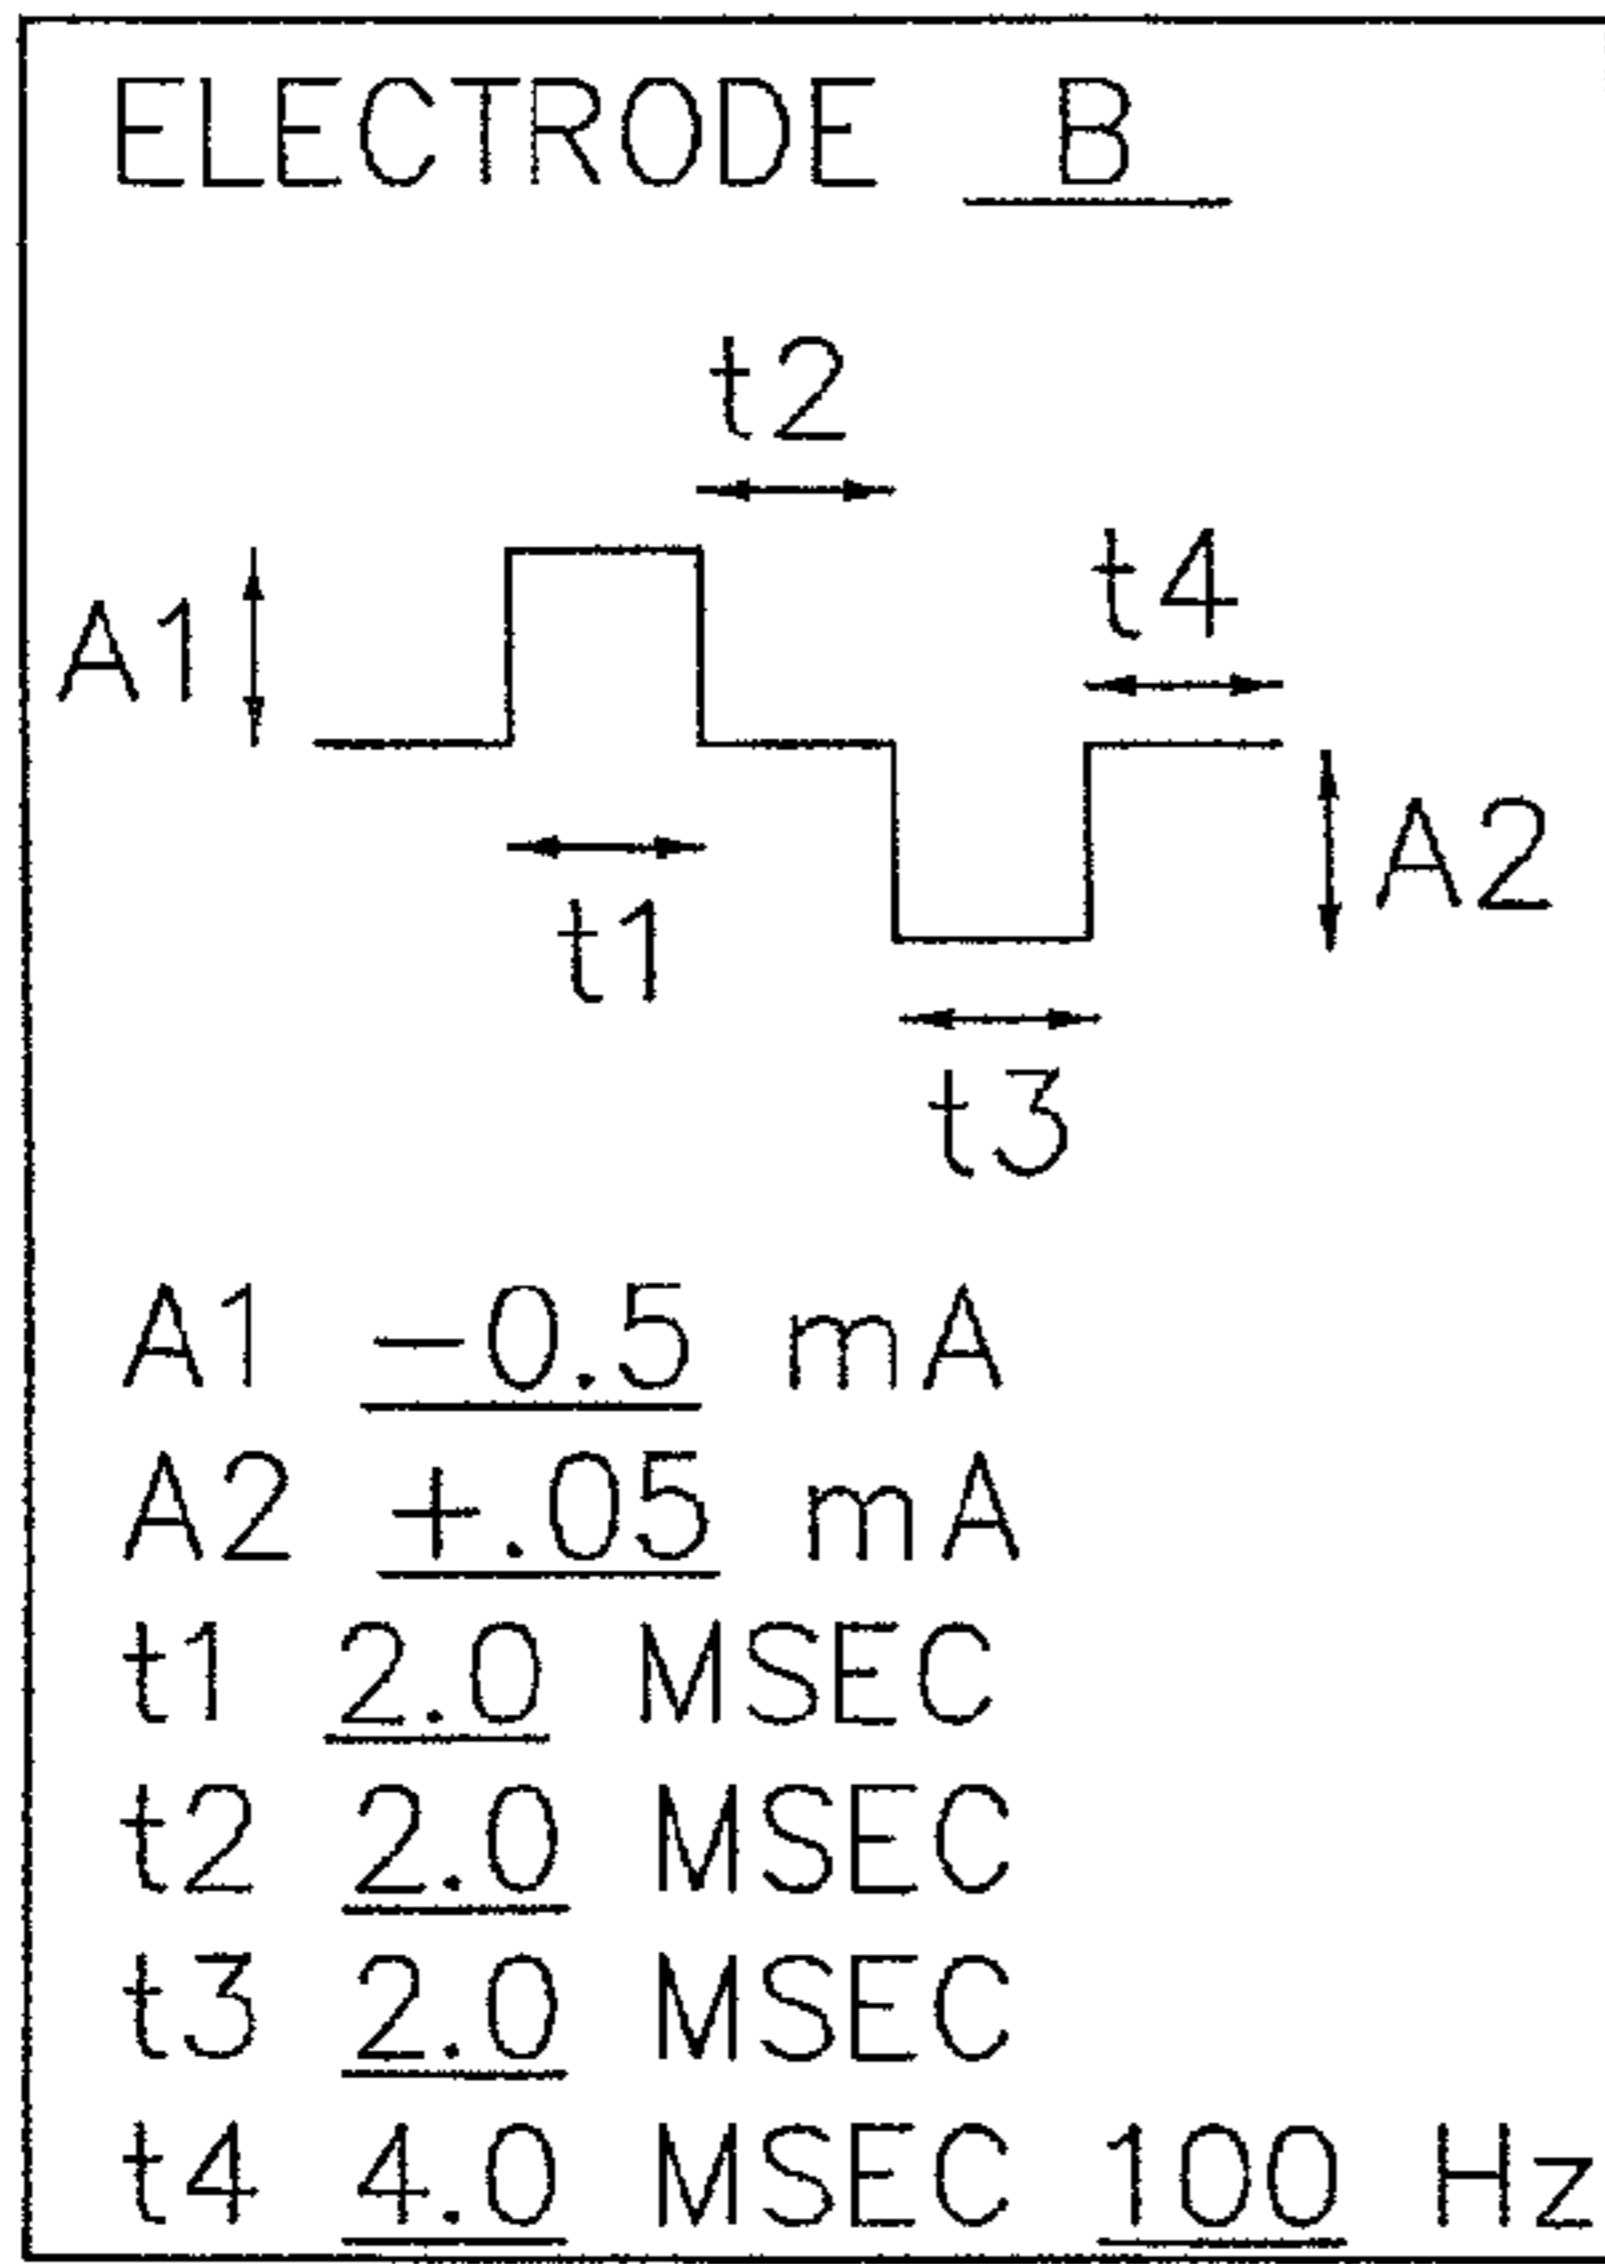 ELECTRODE B
t2
t4
A1
A2
t1
t3
A1 -0.5 mA
A2 +.05 mA
t1 2.0 MSEC
t2 2.0 MSEC
t3 2.0 MSEC
t4 4.0 MSEC 100 Hz